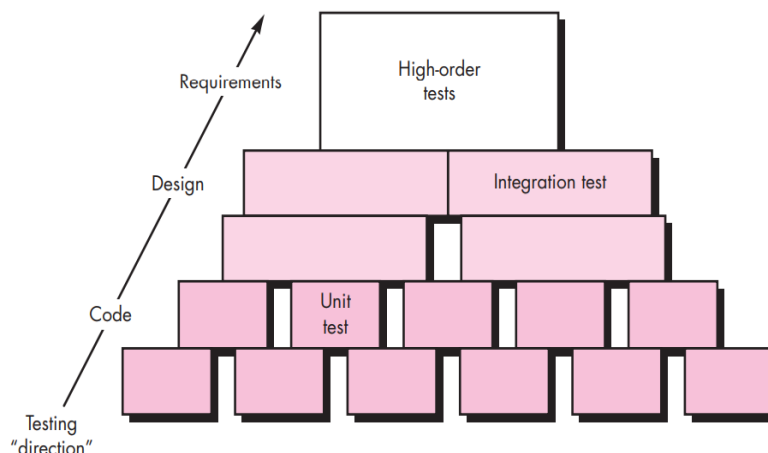 High-order
tests
Requirements
Design
Integration test
Unit
test
Code
Testing
“direction”